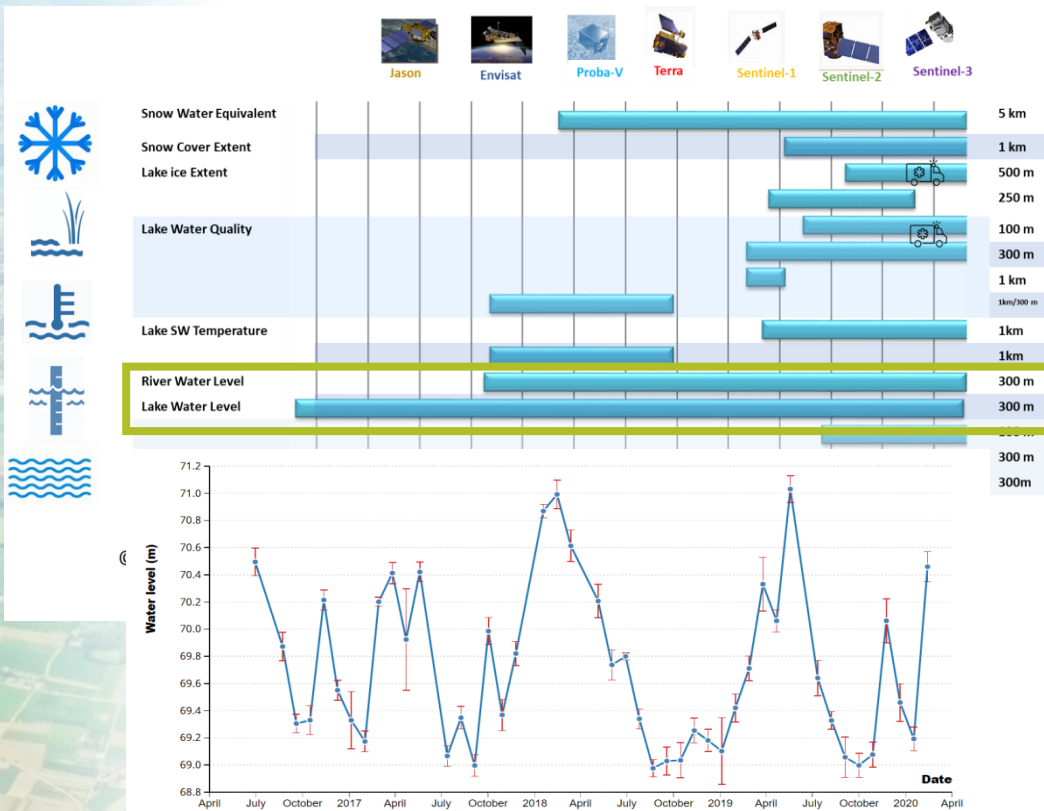 Jason
Envisat
Proba-V
Terra
Sentinel-1
Sentinel-2
Sentinel-3
Snow Water Equivalent
5 km
Snow Cover Extent
1 km
Lake ice Extent
500 m
250 m
Lake Water Quality
100 m
300 m
1 km
1km/300 m
Lake SW Temperature
1km
1km
River Water Level
300 m
Lake Water Level
300 m
300 m
300m
71.2
71.0
70.8
70.6
70.4
70.2
70.0
69.8
69.6
69.4
69.2
69.0
68.8
Water level (m)
Date
April
July
October
2017
April
July
October
2018
April
July
October
2019
April
July
October
2020
April